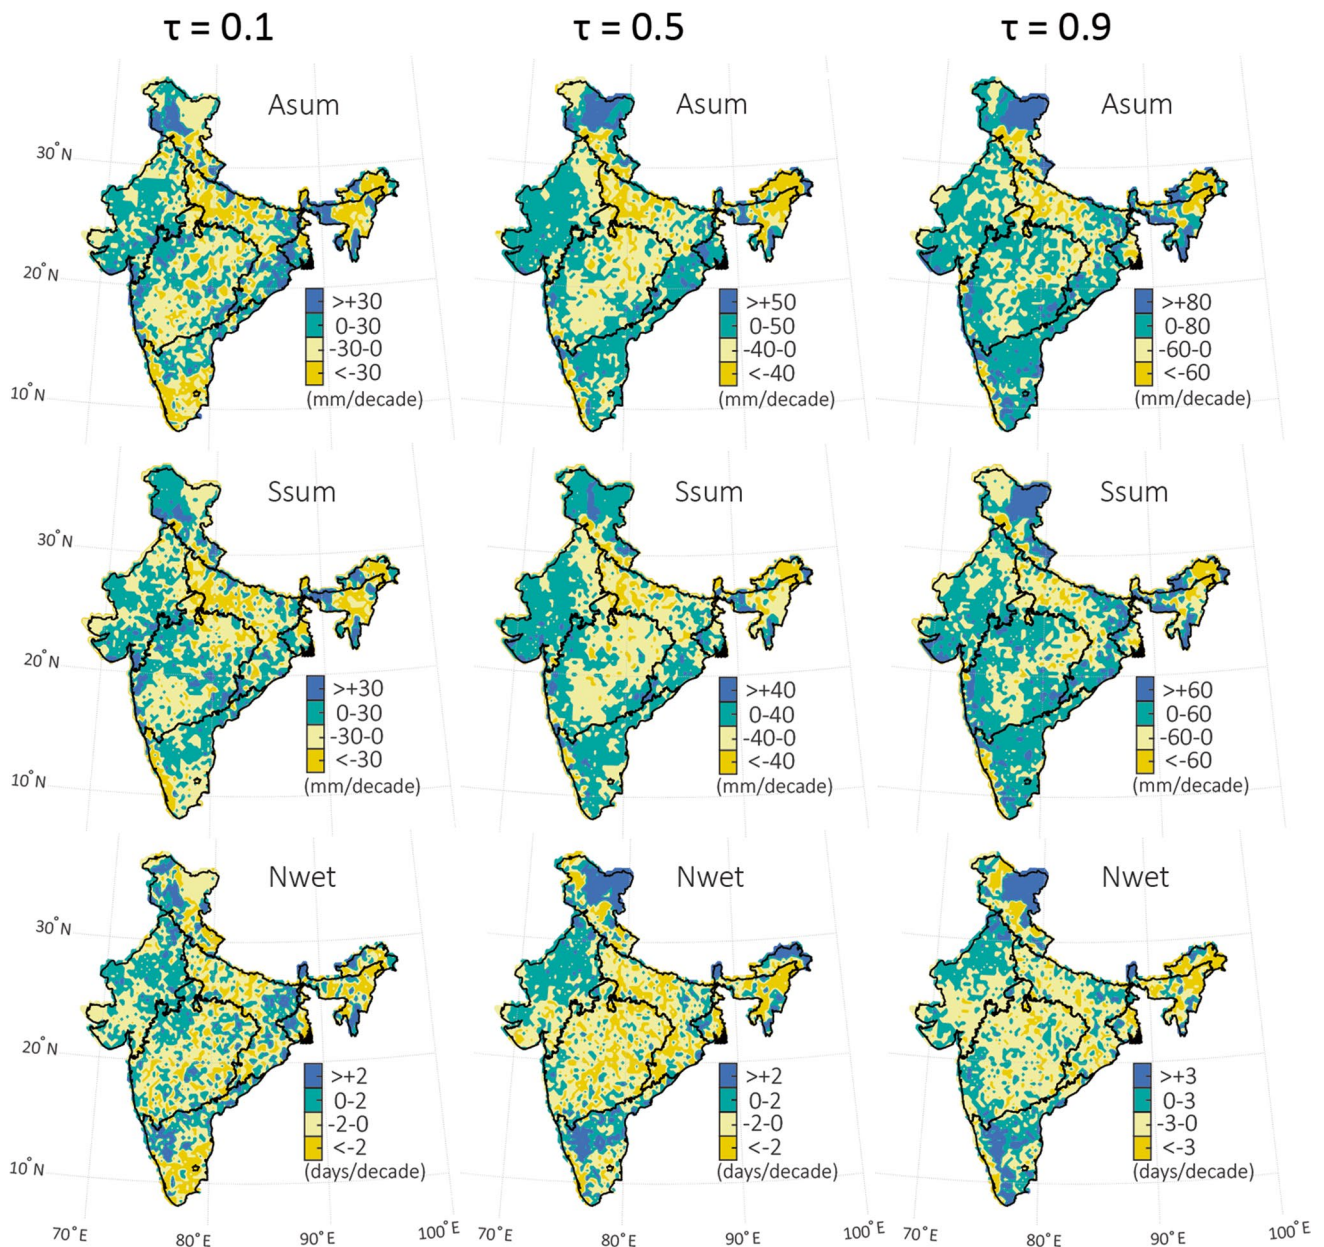 τ = 0.1 τ = 0.5 τ = 0.9
Asum Asum Asum
30°N
20°N
>+30 >+50 >+80
0-30 0-50 0-80
-30-0 -40-0 -60-0
<-30 <-40 <-60
10°N (mm/decade) (mm/decade) (mm/decade)
Ssum Ssum Ssum
30°N
20°N
>+30 >+40 >+60
0-30 0-40 0-60
-30-0 -40-0 -60-0
<-30 <-40 <-60
10°N (mm/decade) (mm/decade) (mm/decade)
Nwet Nwet Nwet
30°N
20°N
>+2 >+2 >+3
0-2 0-2 0-3
-2-0 -2-0 -3-0
<-2 <-2 <-3
10°N (days/decade) (days/decade) (days/decade)
70°E 80°E 90°E 100°E 70°E 80°E 90°E 100°E 70°E 80°E 90°E 100°E